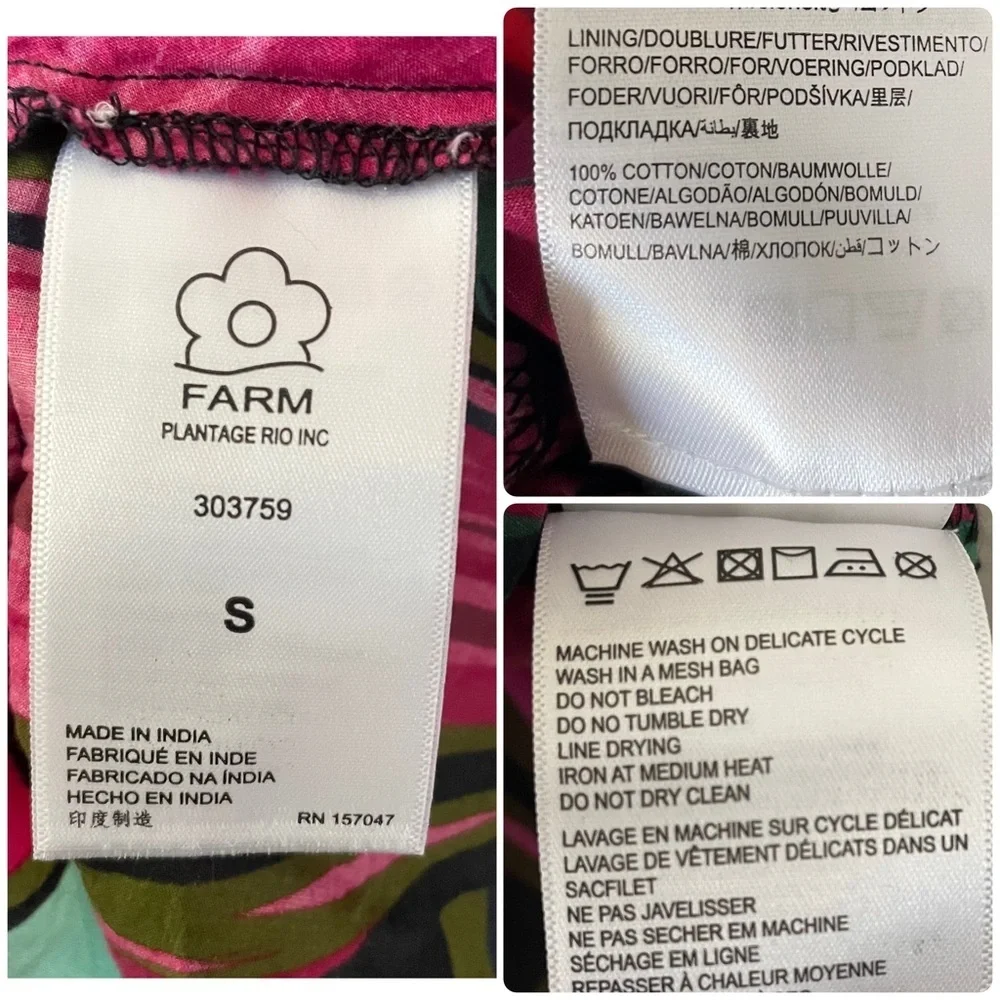 FARM
PLANTAGE RIO INC
303759
S
MADE IN INDIA
FABRIQUÉ EN INDE
FABRICADO NA ÍNDIA
HECHO EN INDIA
印度制造
RN 157047
LINING/DOUBLURE/FUTTER/RIVESTIMENTO/
FORRO/FORRO/FOR/VOERING/PODKLAD/
FODER/VUORI/FÔR/PODŠÍVKA/里层/
ПОДКЛАДКА/بطانة/裏地
100% COTTON/COTON/BAUMWOLLE/
COTONE/ALGODÃO/ALGODÓN/BOMULD/
KATOEN/BAWELNA/BOMULL/PUUVILLA/
BOMULL/BAVLNA/棉/ХЛОПОК/قطن/コットン
MACHINE WASH ON DELICATE CYCLE
WASH IN A MESH BAG
DO NOT BLEACH
DO NO TUMBLE DRY
LINE DRYING
IRON AT MEDIUM HEAT
DO NOT DRY CLEAN
LAVAGE EN MACHINE SUR CYCLE DÉLICAT
LAVAGE DE VÊTEMENT DÉLICATS DANS UN
SACFILET
NE PAS JAVELISSER
NE PAS SECHER EM MACHINE
SÉCHAGE EM LIGNE
REPASSER À CHALEUR MOYENNE